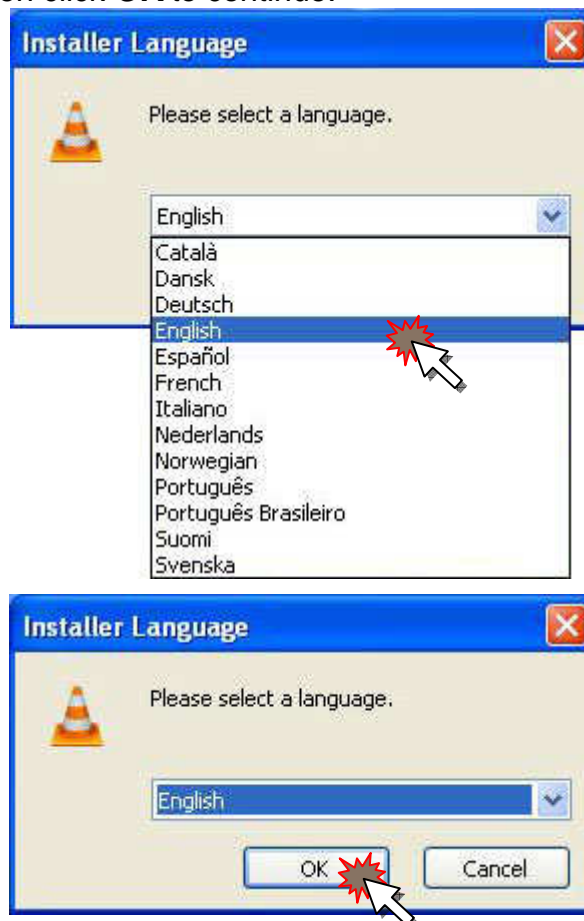 Installer Language
Please select a language.
English
Català
Dansk
Deutsch
English
Español
French
Italiano
Nederlands
Norwegian
Português
Português Brasileiro
Suomi
Svenska
Installer Language
Please select a language.
English
OK Cancel